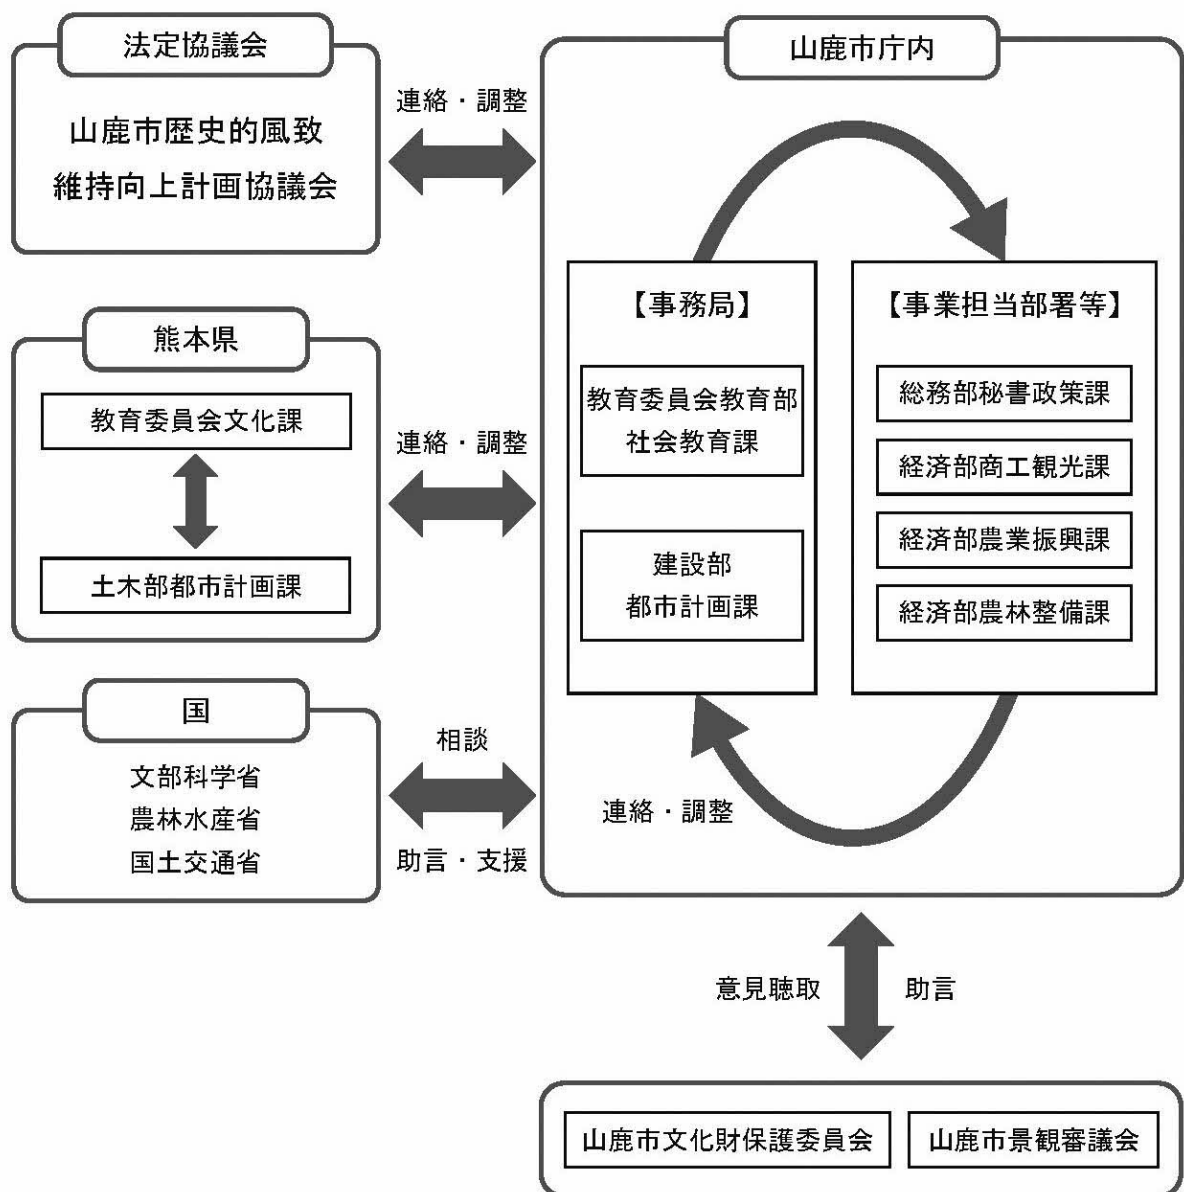 法定協議会
山鹿市歴史的風致
維持向上計画協議会
連絡・調整
熊本県
教育委員会文化課
土木部都市計画課
連絡・調整
国
文部科学省
農林水産省
国土交通省
相談
助言・支援
山鹿市庁内
【事務局】
教育委員会教育部
社会教育課
建設部
都市計画課
【事業担当部署等】
総務部秘書政策課
経済部商工観光課
経済部農業振興課
経済部農林整備課
連絡・調整
意見聴取
助言
山鹿市文化財保護委員会
山鹿市景観審議会